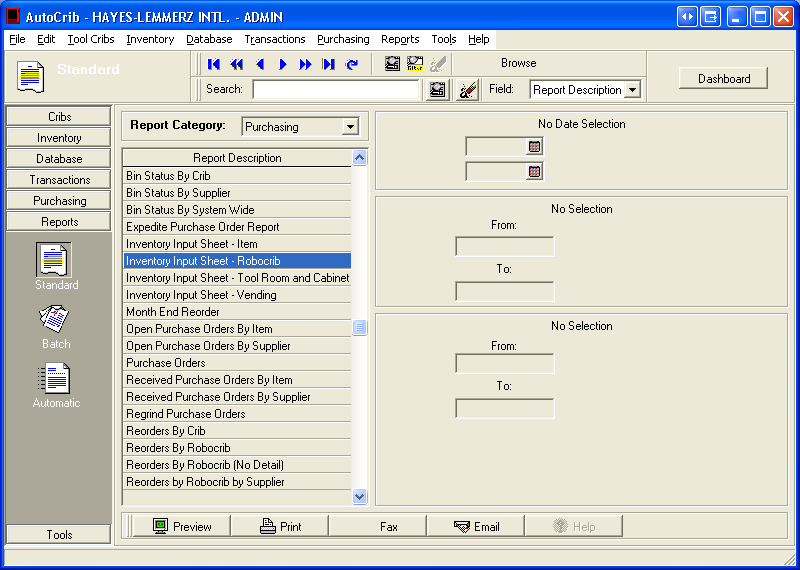 AutoCrib - HAYES-LEMMERZ INTL. - ADMIN
File Edit Tool Cribs Inventory Database Transactions Purchasing Reports Tools Help
Standard
filter
Browse
Search:
Field:
Report Description
Dashboard
Cribs
Inventory
Database
Transactions
Purchasing
Reports
Standard
Batch
Automatic
Tools
Report Category:
Purchasing
Report Description
Bin Status By Crib
Bin Status By Supplier
Bin Status By System Wide
Expedite Purchase Order Report
Inventory Input Sheet - Item
Inventory Input Sheet - Robocrib
Inventory Input Sheet - Tool Room and Cabinet
Inventory Input Sheet - Vending
Month End Reorder
Open Purchase Orders By Item
Open Purchase Orders By Supplier
Purchase Orders
Received Purchase Orders By Item
Received Purchase Orders By Supplier
Regrind Purchase Orders
Reorders By Crib
Reorders By Robocrib
Reorders By Robocrib (No Detail)
Reorders by Robocrib by Supplier
No Date Selection
No Selection
From:
To:
No Selection
From:
To:
Preview
Print
Fax
Email
Help